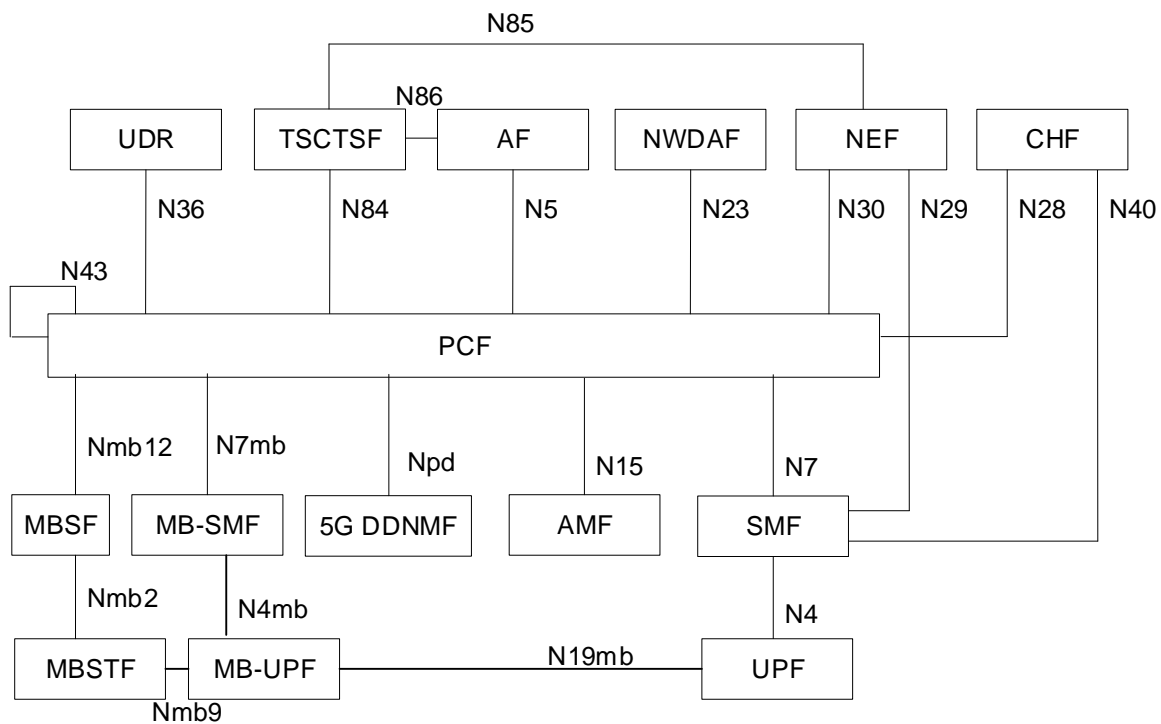 N85
N86
UDR
TSCTSF
AF
NWDAF
NEF
CHF
N36
N84
N5
N23
N30
N29
N28
N40
N43
PCF
Nmb12
N7mb
Npd
N15
N7
MBSF
MB-SMF
5G DDNMF
AMF
SMF
Nmb2
N4mb
N4
MBSTF
MB-UPF
N19mb
UPF
Nmb9